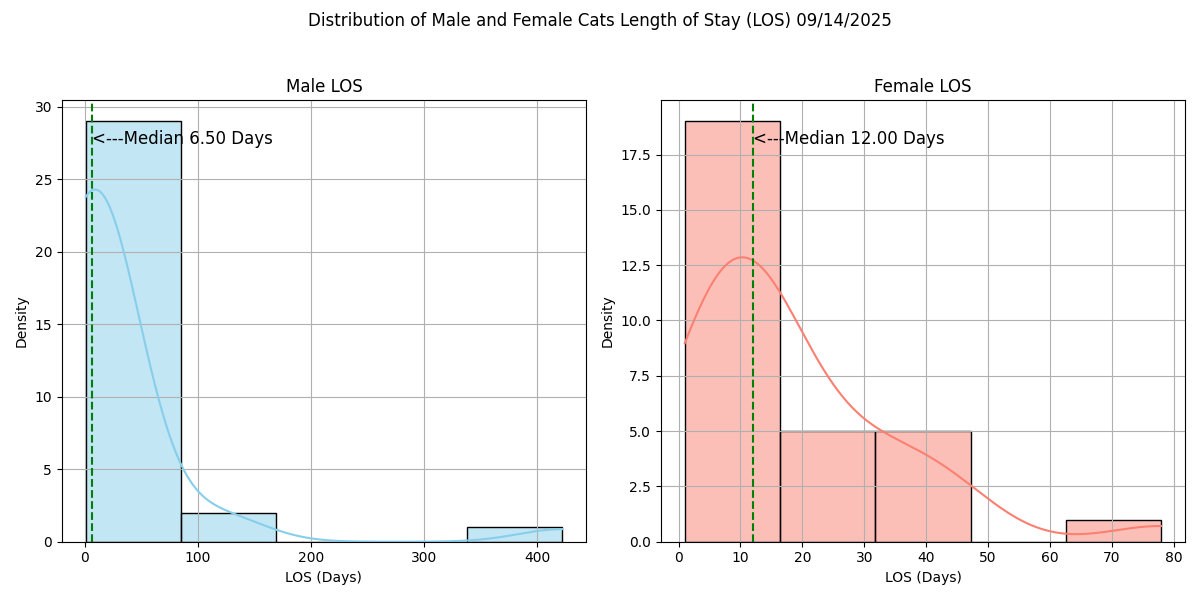 Distribution of Male and Female Cats Length of Stay (LOS) 09/14/2025
Male LOS
30
25
20
15
10
5
0
Density
<---Median 6.50 Days
0 100 200 300 400
LOS (Days)
Female LOS
17.5
15.0
12.5
10.0
7.5
5.0
2.5
0.0
Density
<---Median 12.00 Days
0 10 20 30 40 50 60 70 80
LOS (Days)